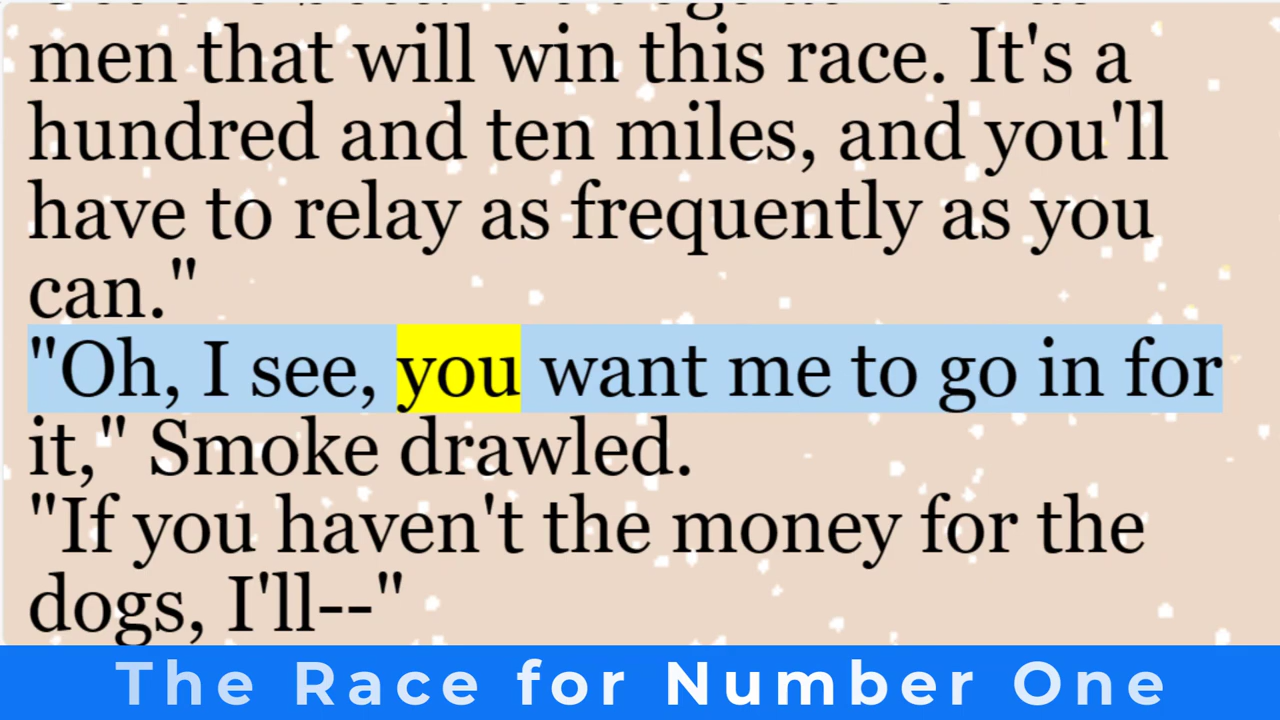 men that will win this race. It's a
hundred and ten miles, and you'll
have to relay as frequently as you
can."
"Oh, I see, you want me to go in for
it," Smoke drawled.
"If you haven't the money for the
dogs, I'll--"
The Race for Number One